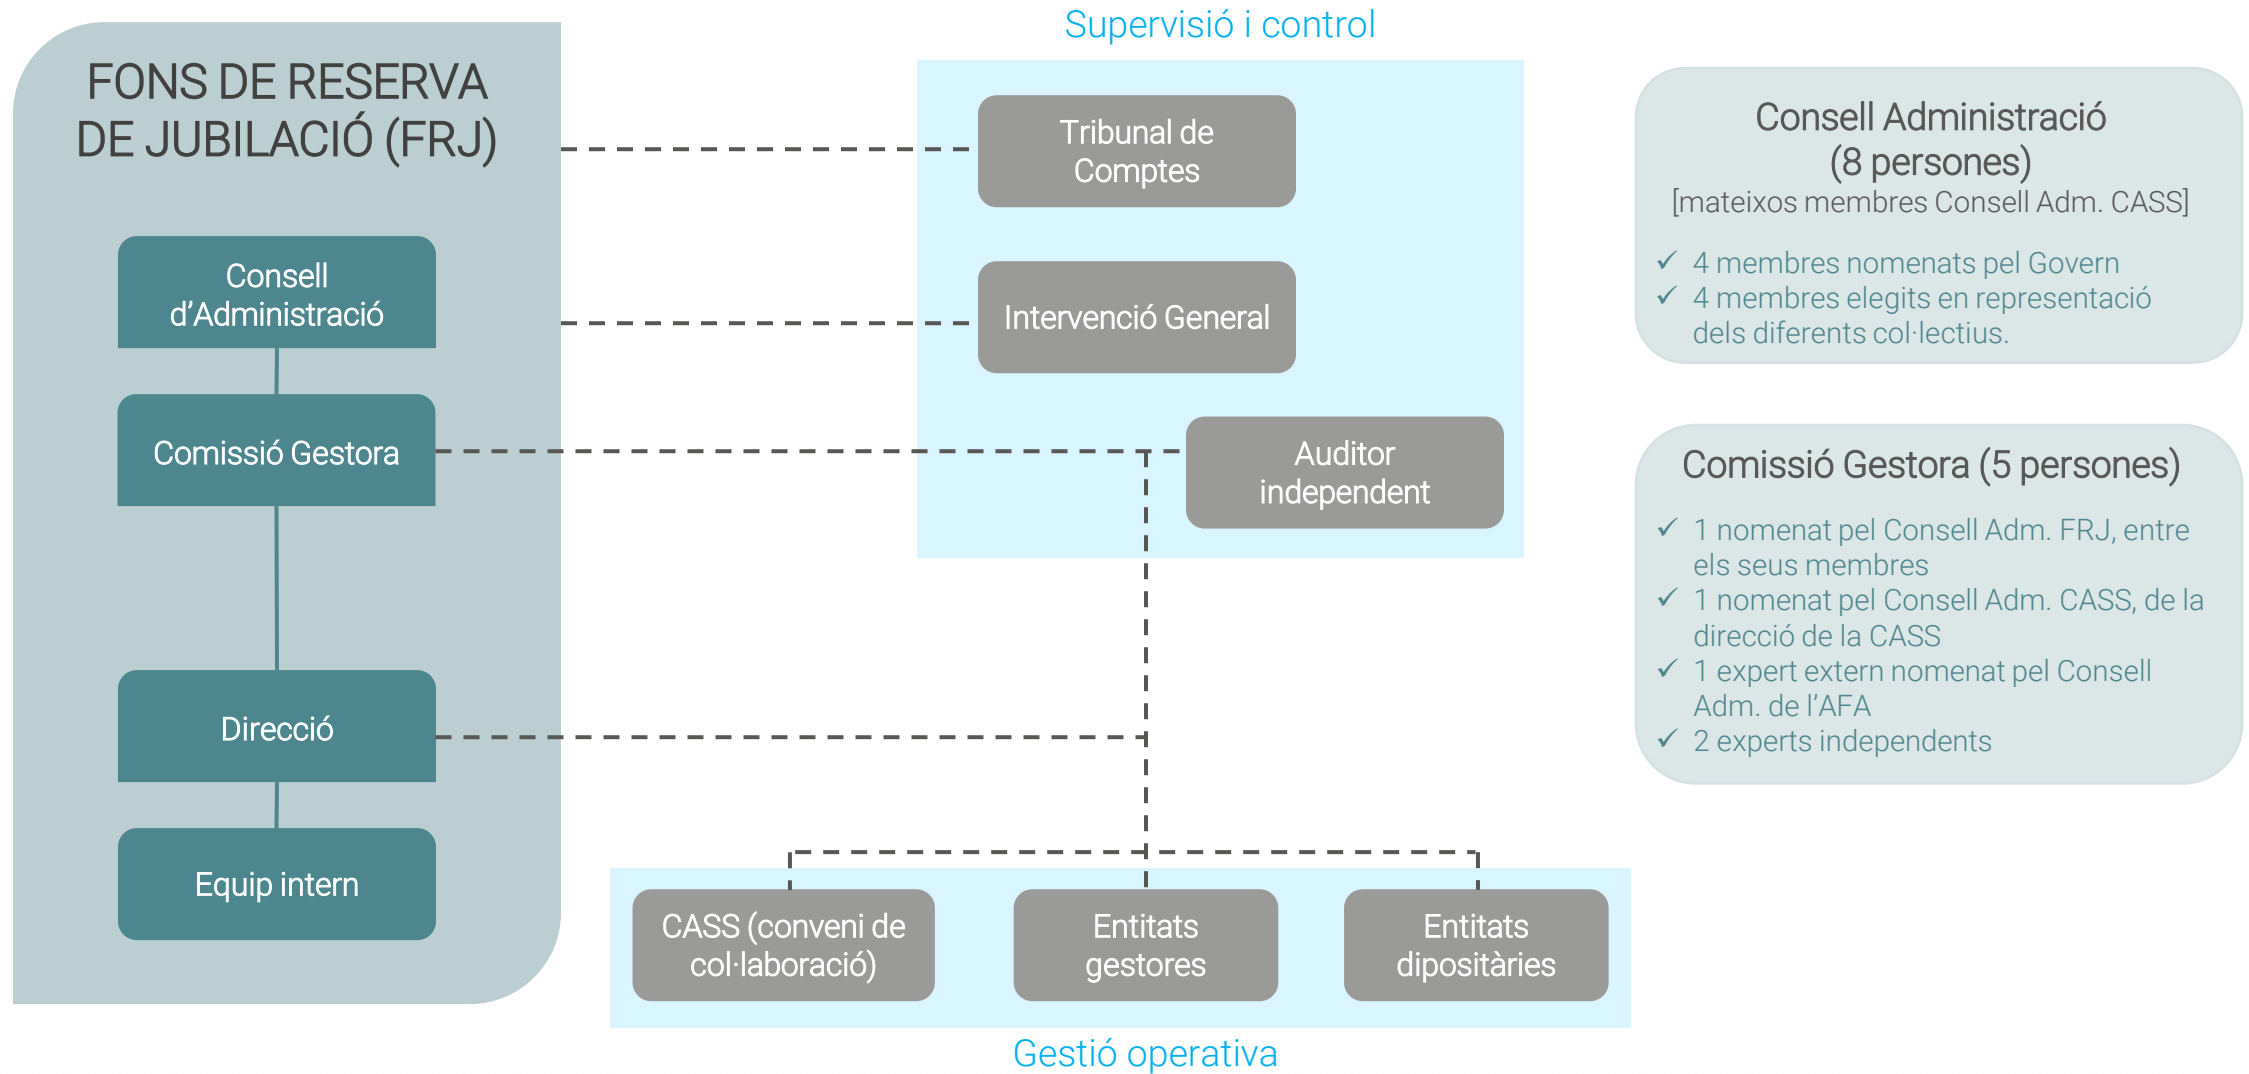 FONS DE RESERVA
DE JUBILACIÓ (FRJ)
Consell
d’Administració
Comissió Gestora
Direcció
Equip intern
Supervisió i control
Tribunal de
Comptes
Intervenció General
Auditor
independent
CASS (conveni de
col·laboració)
Entitats
gestores
Entitats
dipositàries
Gestió operativa
Consell Administració
(8 persones)
[mateixos membres Consell Adm. CASS]
✓ 4 membres nomenats pel Govern
✓ 4 membres elegits en representació
dels diferents col·lectius.
Comissió Gestora (5 persones)
✓ 1 nomenat pel Consell Adm. FRJ, entre
els seus membres
✓ 1 nomenat pel Consell Adm. CASS, de la
direcció de la CASS
✓ 1 expert extern nomenat pel Consell
Adm. de l’AFA
✓ 2 experts independents